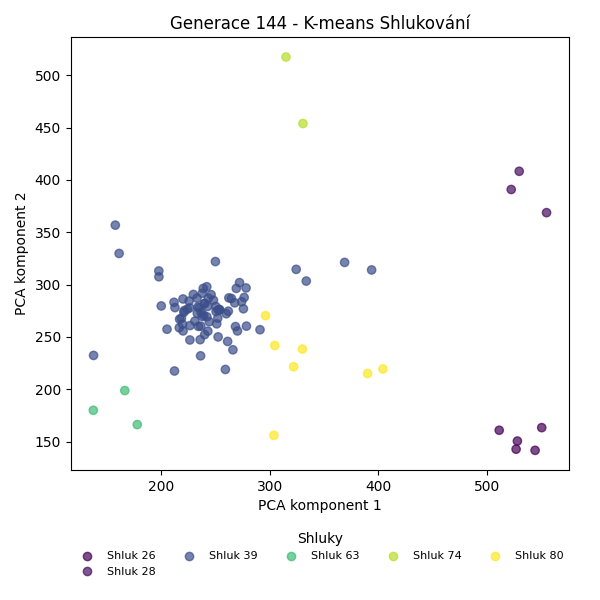 Generace 144 - K-means Shlukování
PCA komponent 2
500
450
400
350
300
250
200
150
200 300 400 500
PCA komponent 1
Shluky
Shluk 26 Shluk 39 Shluk 63 Shluk 74 Shluk 80
Shluk 28